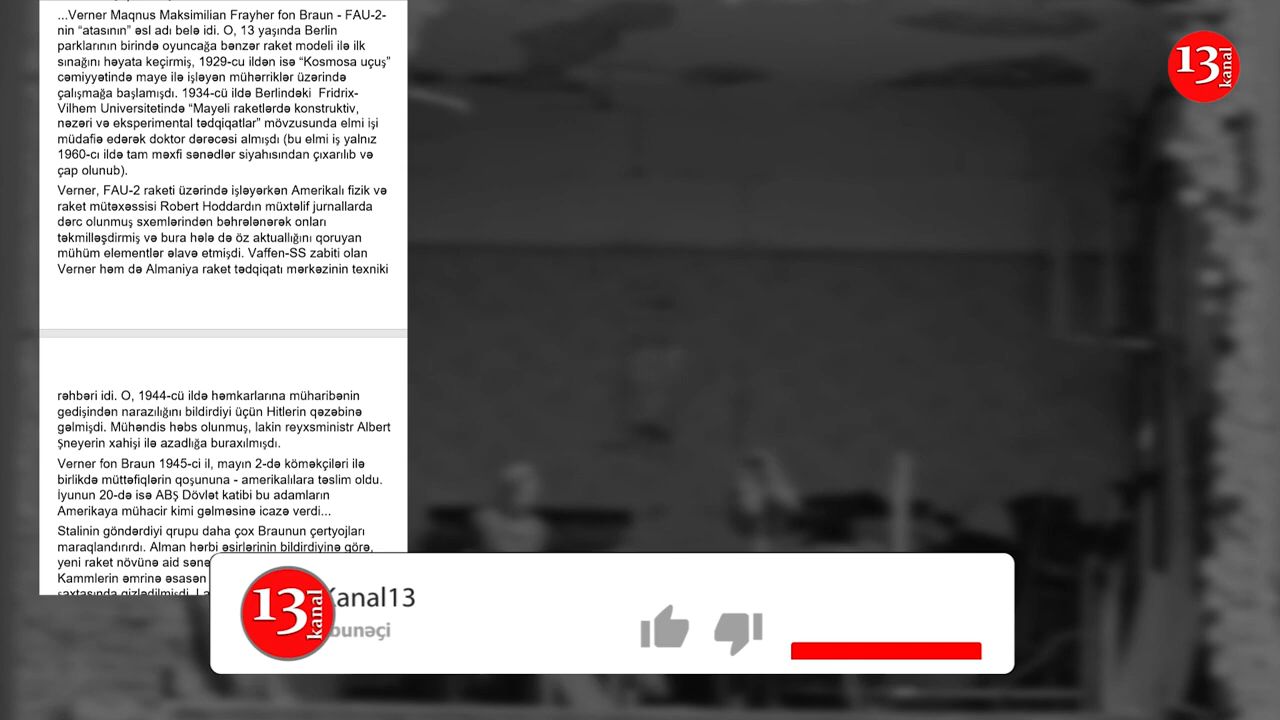 ...Verner Maqnus Maksimilian Frayher fon Braun - FAU-2-
nin “atasının” əsl adı belə idi. O, 13 yaşında Berlin
parklarının birində oyuncağa bənzər raket modeli ilə ilk
sınağını həyata keçirmiş, 1929-cu ildən isə “Kosmosa uçuş”
cəmiyyətində maye ilə işləyən mühərriklər üzərində
çalışmağa başlamışdı. 1934-cü ildə Berlindəki  Fridrix-
Vilhem Universitetində “Mayeli raketlərdə konstruktiv,
nəzəri və eksperimental tədqiqatlar” mövzusunda elmi işi
müdafiə edərək doktor dərəcəsi almışdı (bu elmi iş yalnız
1960-cı ildə tam məxfi sənədlər siyahısından çıxarılıb və
çap olunub).
Verner, FAU-2 raketi üzərində işləyərkən Amerikalı fizik və
raket mütəxəssisi Robert Hoddardın müxtəlif jurnallarda
dərc olunmuş sxemlərindən bəhrələnərək onları
təkmilləşdirmiş və bura hələ də öz aktuallığını qoruyan
mühüm elementlər əlavə etmişdi. Vaffen-SS zabiti olan
Verner həm də Almaniya raket tədqiqatı mərkəzinin texniki
rəhbəri idi. O, 1944-cü ildə həmkarlarına müharibənin
gedişindən narazılığını bildirdiyi üçün Hitlerin qəzəbinə
gəlmişdi. Mühəndis həbs olunmuş, lakin reyxsministr Albert
Şneyerin xahişi ilə azadlığa buraxılmışdı.
Verner fon Braun 1945-ci il, mayın 2-də köməkçiləri ilə
birlikdə müttəfiqlərin qoşununa - amerikalılara təslim oldu.
İyunun 20-də isə ABŞ Dövlət katibi bu adamların
Amerikaya mühacir kimi gəlməsinə icazə verdi...
Stalinin göndərdiyi qrupu daha çox Braunun çertyojları
maraqlandırırdı. Alman hərbi əsirlərinin bildirdiyinə görə,
yeni raket növünə aid
Kammlerin əmrinə əsasən
şaxtasında gizlədilmişdi.
13 kanal
13 kanal
Kanal13
bunəçi